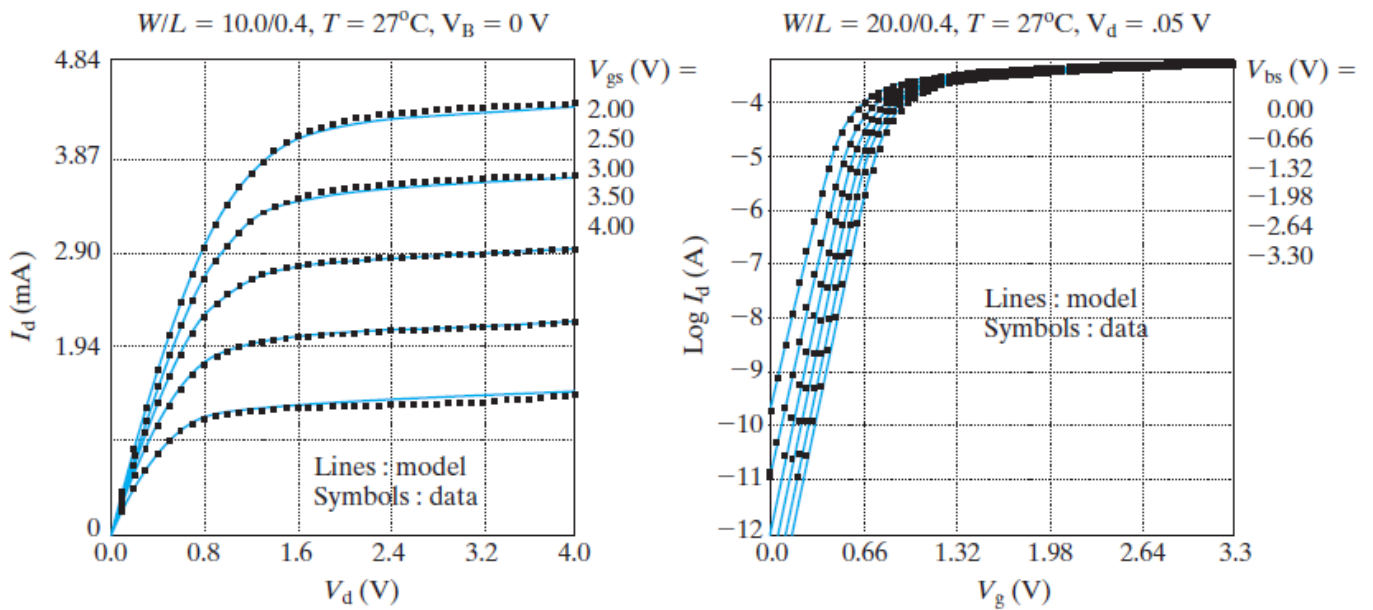 W/L = 10.0/0.4, T = 27°C, V_B = 0 V
4.84
3.87
2.90
1.94
0
I_d (mA)
0.0 0.8 1.6 2.4 3.2 4.0
V_d (V)
V_gs (V) =
2.00
2.50
3.00
3.50
4.00
Lines : model
Symbols : data
W/L = 20.0/0.4, T = 27°C, V_d = .05 V
−4
−5
−6
−7
−8
−9
−10
−11
−12
Log I_d (A)
0.0 0.66 1.32 1.98 2.64 3.3
V_g (V)
V_bs (V) =
0.00
−0.66
−1.32
−1.98
−2.64
−3.30
Lines : model
Symbols : data